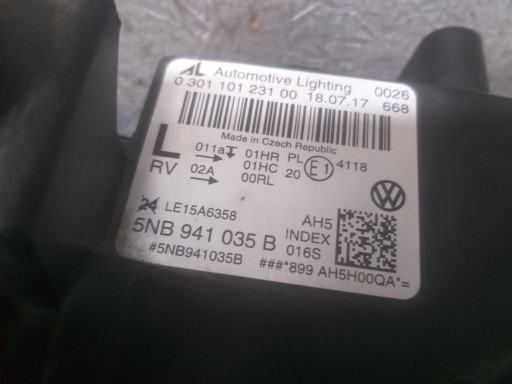 AL Automotive Lighting 0026
0 301 101 231 00 18.07.17 668
Made in Czech Republic
L 011a 01HR PL E1 4118
RV 02A 01HC 20
00RL
24 LE15A6358 AH5
5NB 941 035 B INDEX
#5NB941035B 016S
###*899 AH5H00QA*=